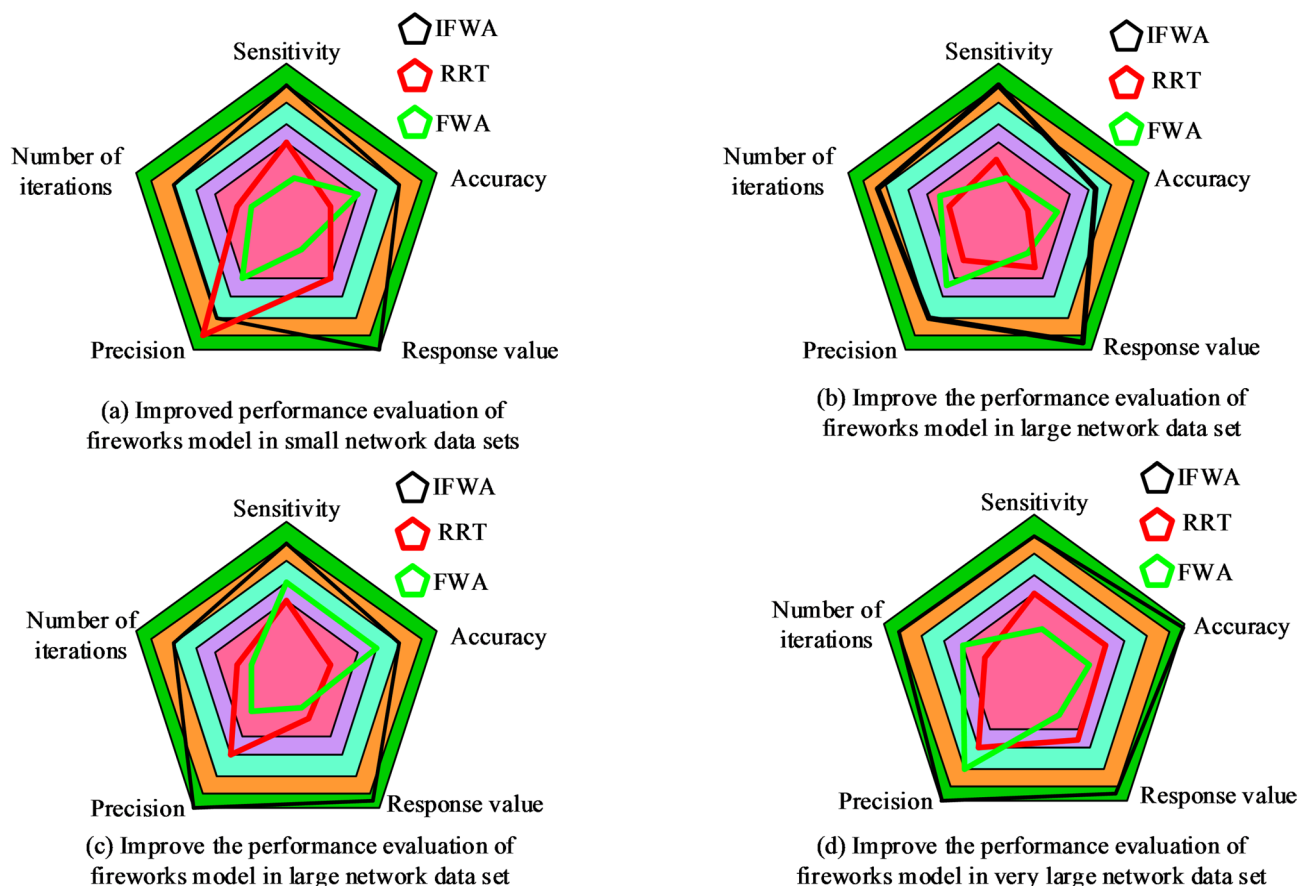 IFWA
RRT
FWA
Sensitivity
Number of
iterations
Accuracy
Precision
Response value
(a) Improved performance evaluation of
fireworks model in small network data sets
IFWA
RRT
FWA
Sensitivity
Number of
iterations
Accuracy
Precision
Response value
(b) Improve the performance evaluation of
fireworks model in large network data set
IFWA
RRT
FWA
Sensitivity
Number of
iterations
Accuracy
Precision
Response value
(c) Improve the performance evaluation of
fireworks model in large network data set
IFWA
RRT
FWA
Sensitivity
Number of
iterations
Accuracy
Precision
Response value
(d) Improve the performance evaluation of
fireworks model in very large network data set